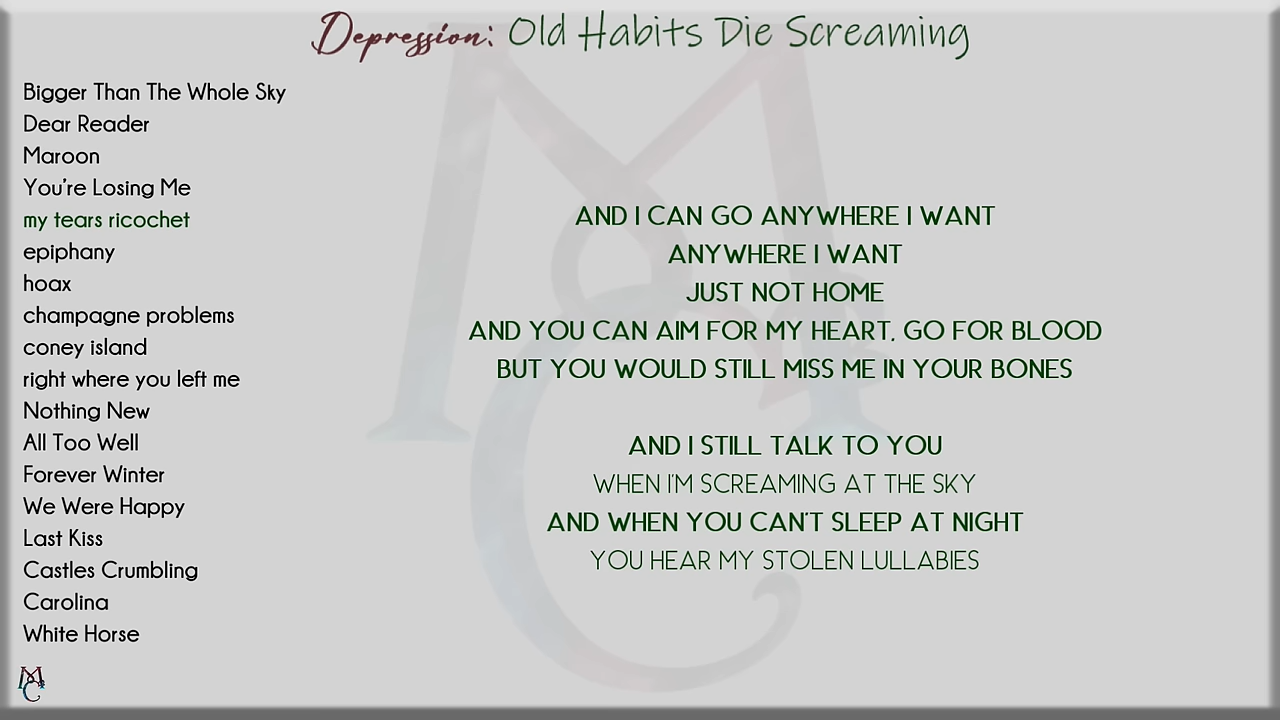 Depression: Old Habits Die Screaming
Bigger Than The Whole Sky
Dear Reader
Maroon
You're Losing Me
my tears ricochet
epiphany
hoax
champagne problems
coney island
right where you left me
Nothing New
All Too Well
Forever Winter
We Were Happy
Last Kiss
Castles Crumbling
Carolina
White Horse
AND I CAN GO ANYWHERE I WANT
ANYWHERE I WANT
JUST NOT HOME
AND YOU CAN AIM FOR MY HEART, GO FOR BLOOD
BUT YOU WOULD STILL MISS ME IN YOUR BONES
AND I STILL TALK TO YOU
WHEN I'M SCREAMING AT THE SKY
AND WHEN YOU CAN'T SLEEP AT NIGHT
YOU HEAR MY STOLEN LULLABIES